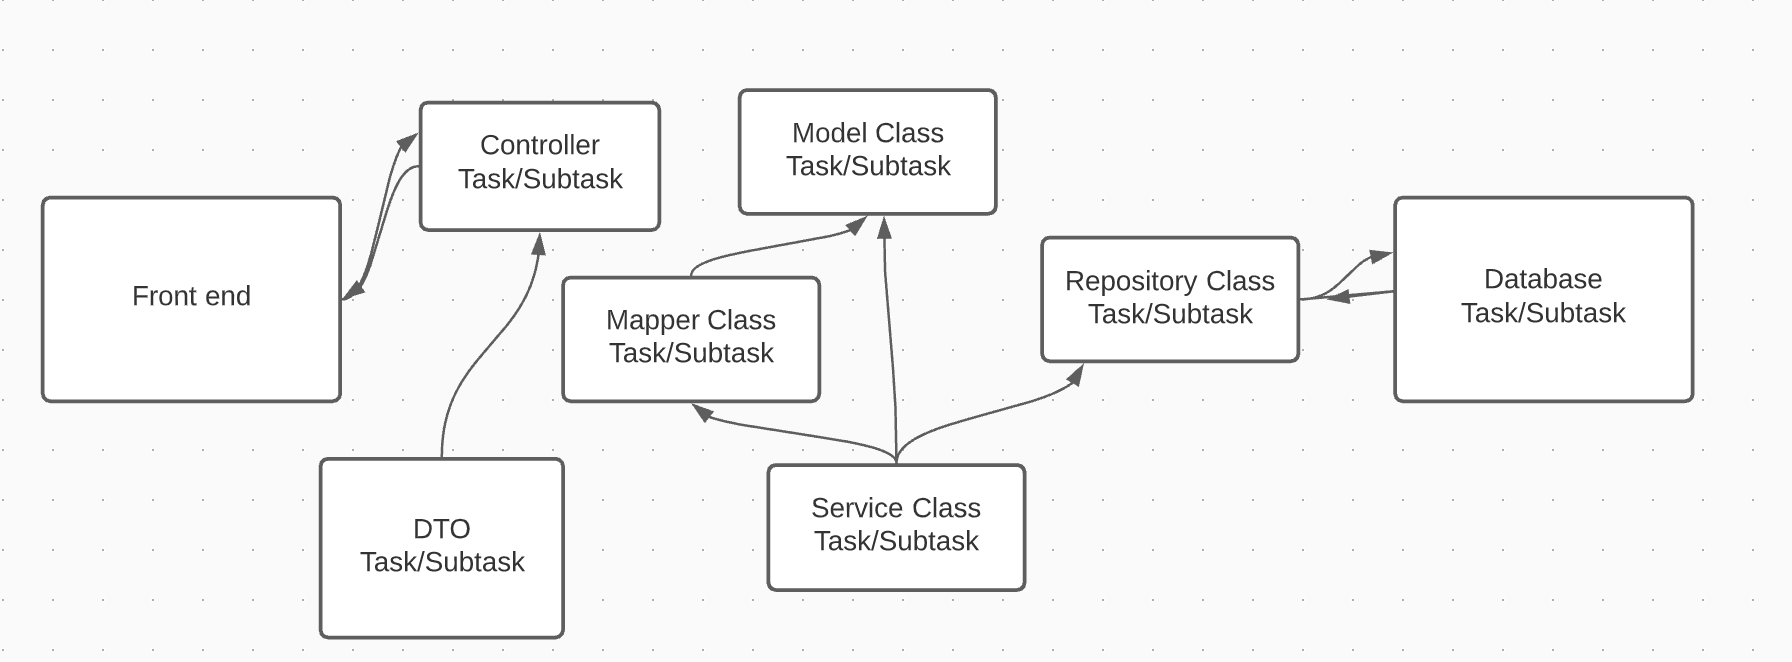 Controller
Task/Subtask
Model Class
Task/Subtask
Front end
Mapper Class
Task/Subtask
Repository Class
Task/Subtask
Database
Task/Subtask
DTO
Task/Subtask
Service Class
Task/Subtask